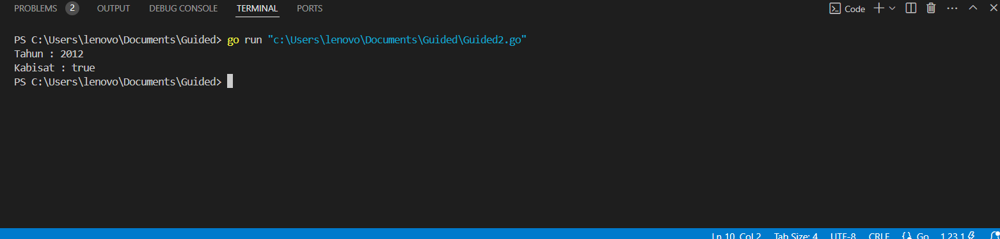 PROBLEMS 2 OUTPUT DEBUG CONSOLE TERMINAL PORTS Code
PS C:\Users\lenovo\Documents\Guided> go run "c:\Users\lenovo\Documents\Guided\Guided2.go"
Tahun : 2012
Kabisat : true
PS C:\Users\lenovo\Documents\Guided>
Ln 10, Col 2 Tab Size: 4 UTF-8 CRLF Go 1.23.1